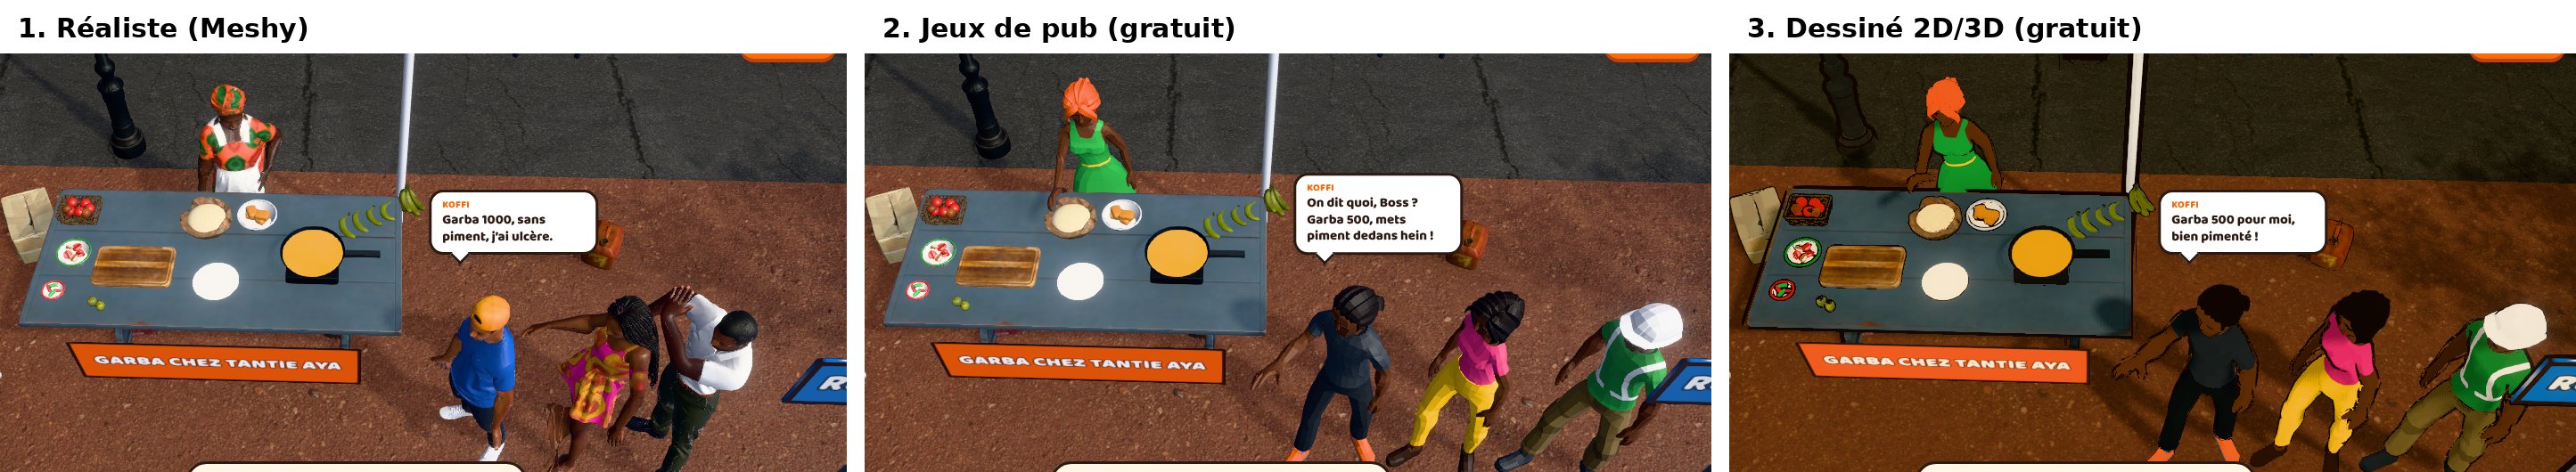 1. Réaliste (Meshy)
KOFFI
Garba 1000, sans
piment, j'ai ulcère.
GARBA CHEZ TANTIE AYA
R
2. Jeux de pub (gratuit)
KOFFI
On dit quoi, Boss ?
Garba 500, mets
piment dedans hein !
GARBA CHEZ TANTIE AYA
R
3. Dessiné 2D/3D (gratuit)
KOFFI
Garba 500 pour moi,
bien pimenté !
GARBA CHEZ TANTIE AYA
R